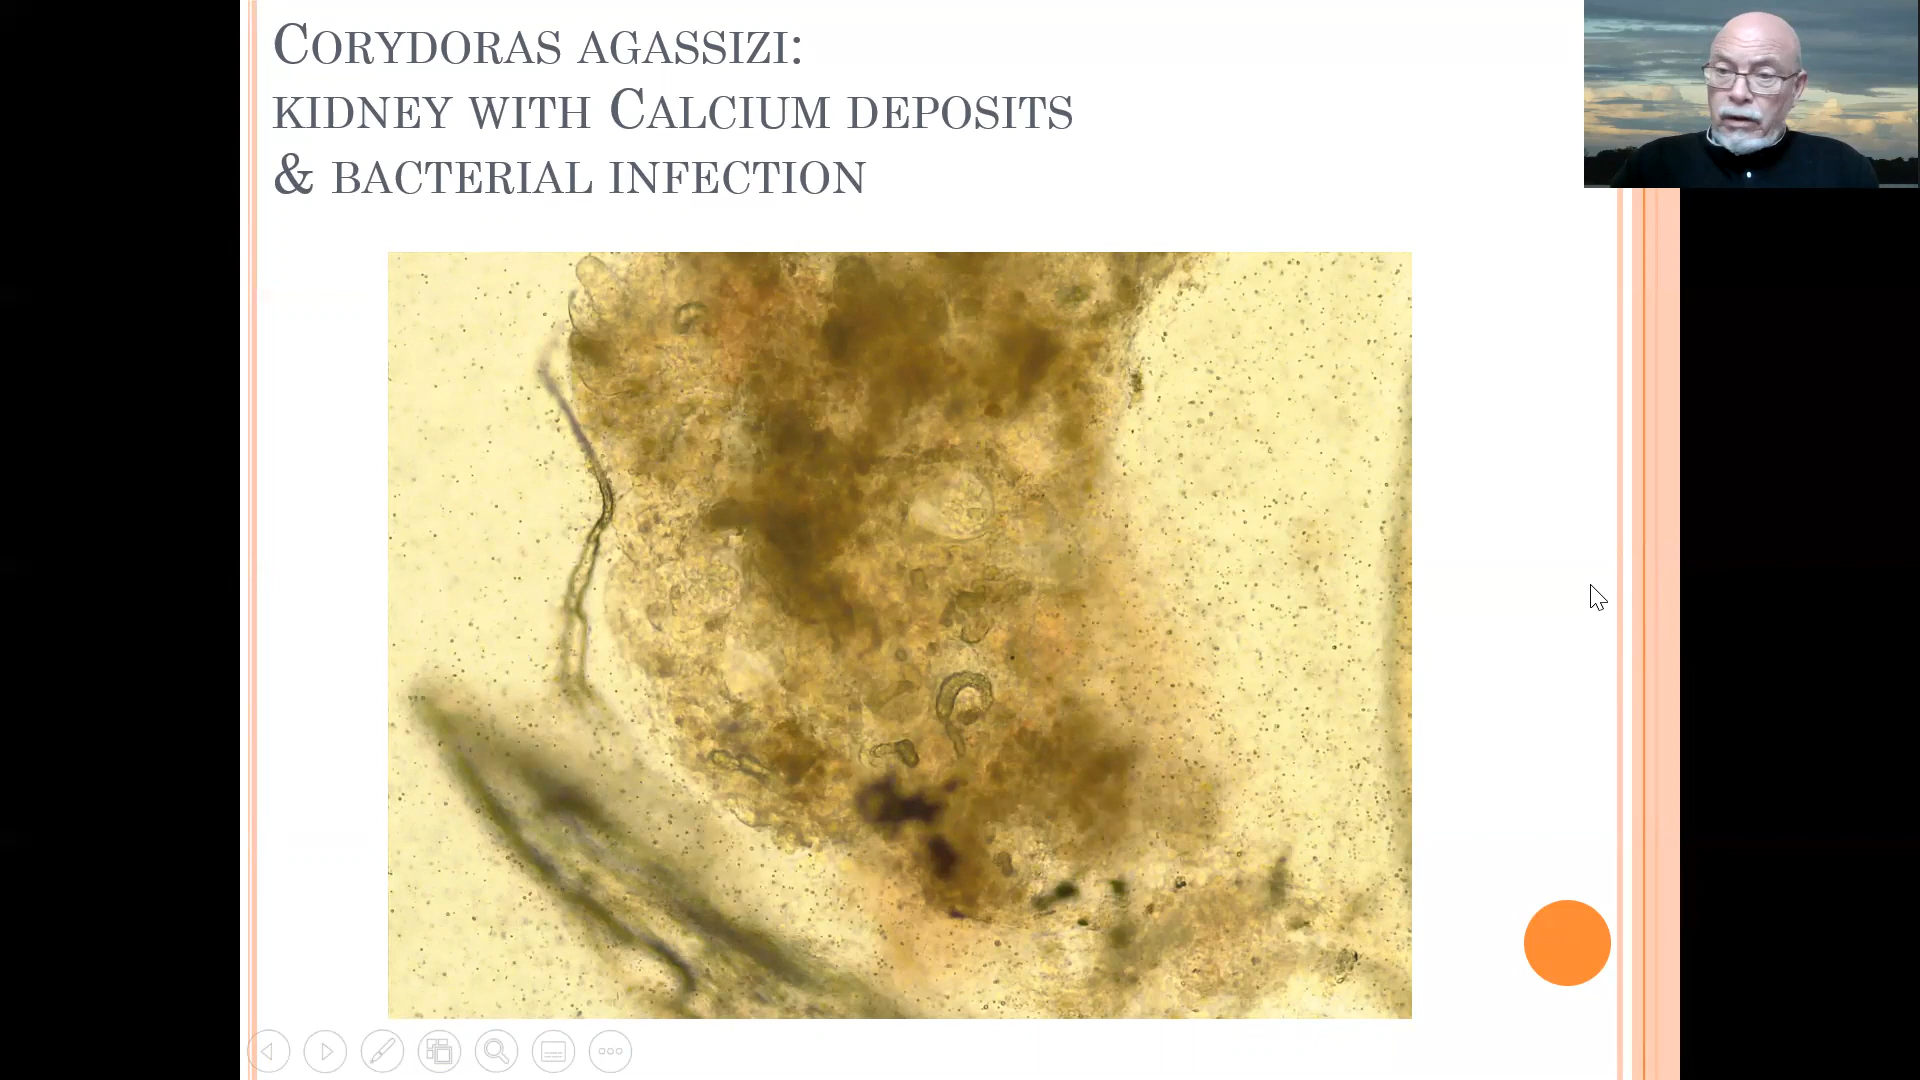 Corydoras agassizi:
kidney with Calcium deposits
& bacterial infection